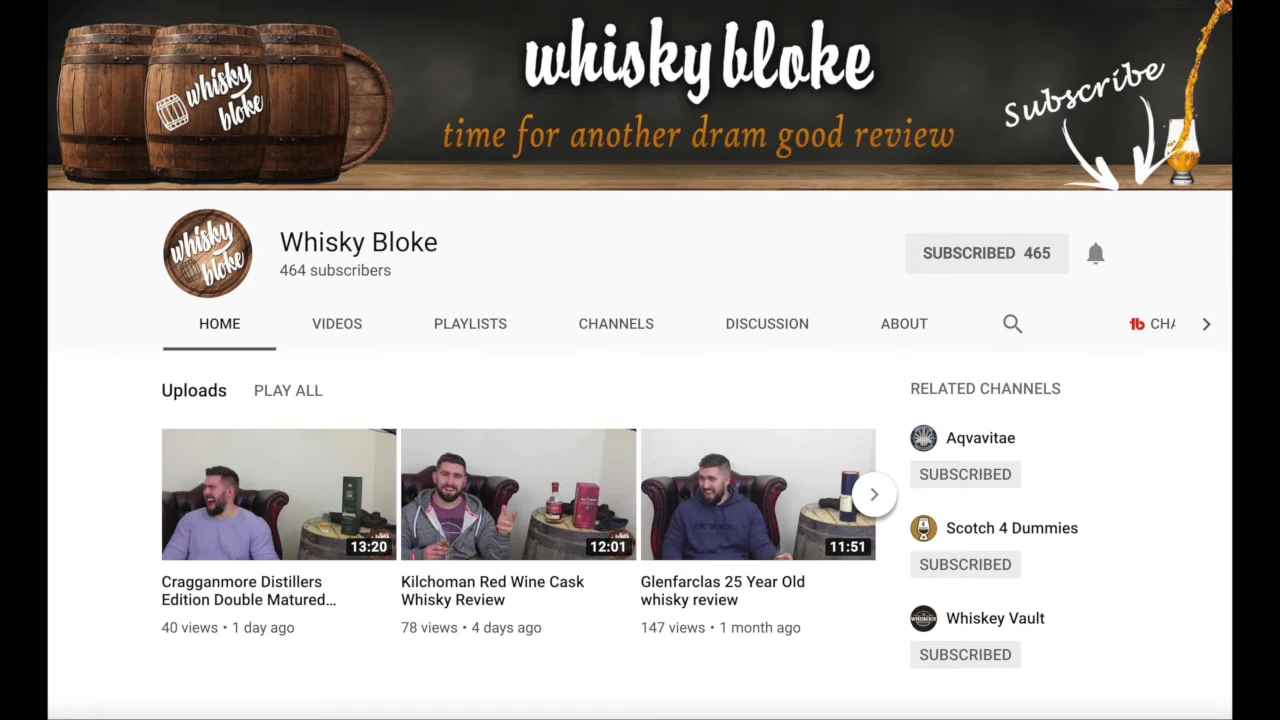 whisky bloke
time for another dram good review
Subscribe
whisky
bloke
whisky
bloke
Whisky Bloke
464 subscribers
SUBSCRIBED 465
HOME VIDEOS PLAYLISTS CHANNELS DISCUSSION ABOUT tb CHA
Uploads PLAY ALL
13:20
12:01
11:51
Cragganmore Distillers
Edition Double Matured...
40 views • 1 day ago
Kilchoman Red Wine Cask
Whisky Review
78 views • 4 days ago
Glenfarclas 25 Year Old
whisky review
147 views • 1 month ago
RELATED CHANNELS
Aqvavitae
SUBSCRIBED
Scotch 4 Dummies
SUBSCRIBED
Whiskey Vault
SUBSCRIBED